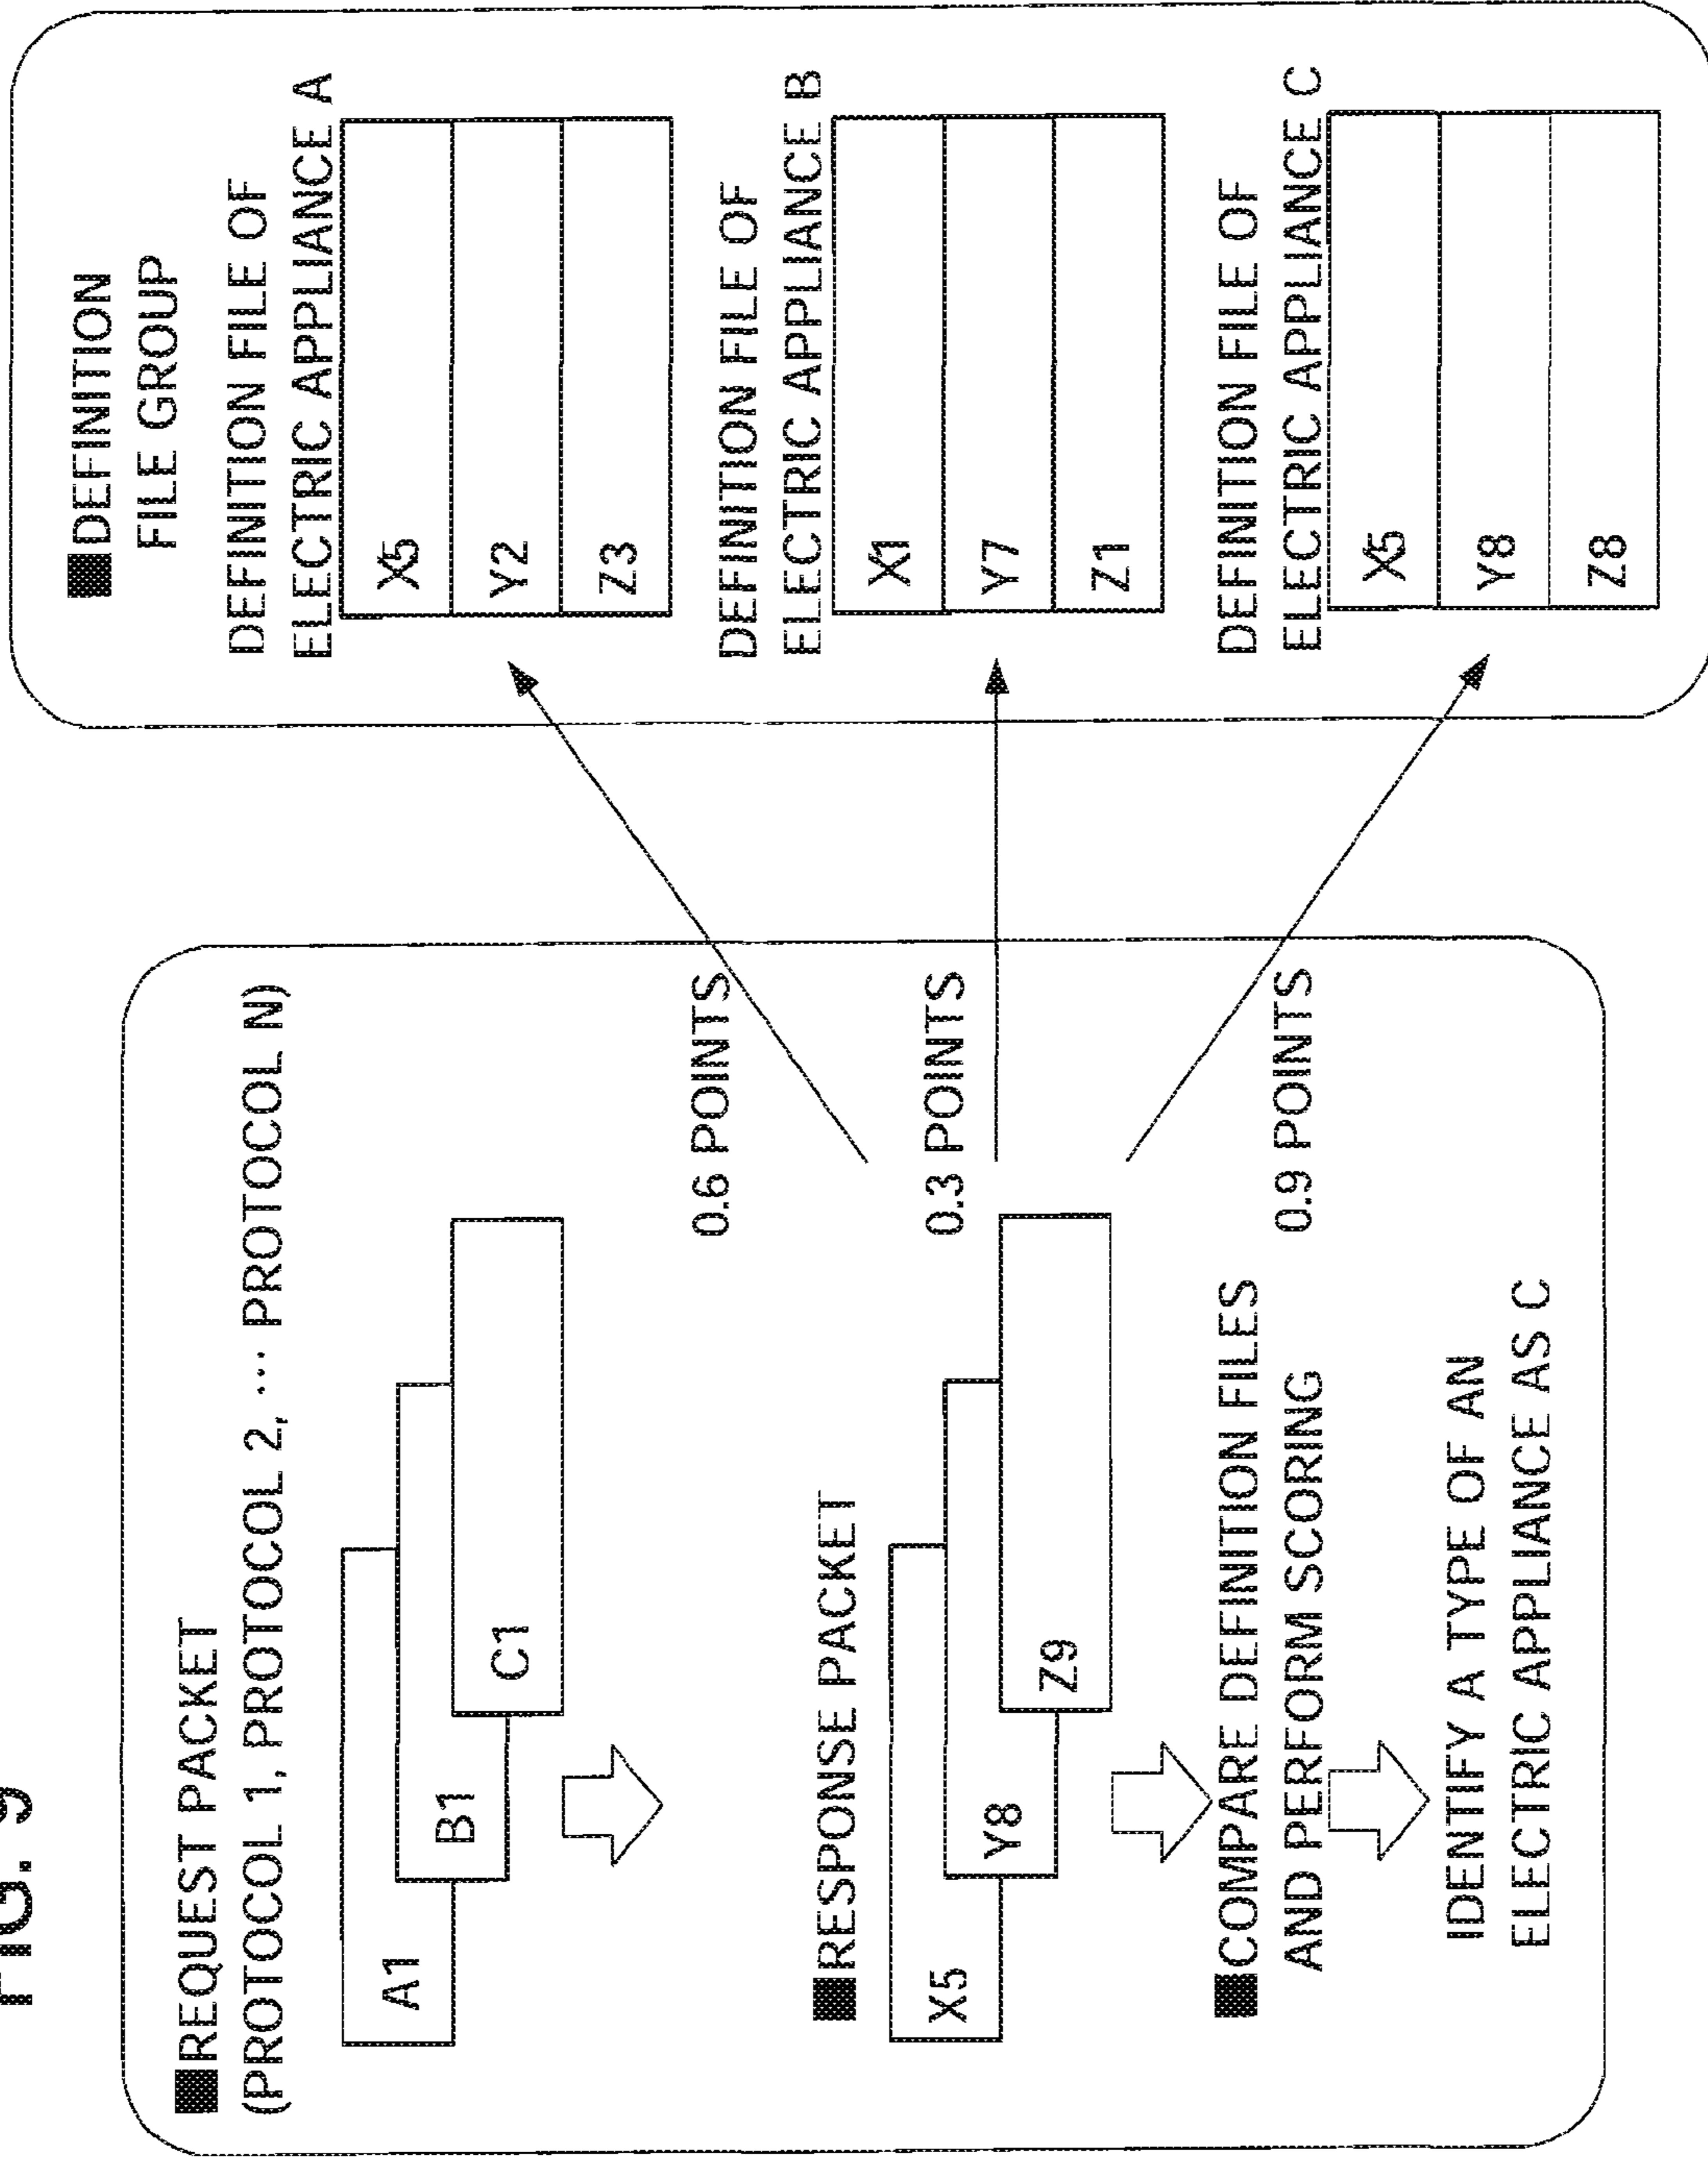 FIG. 9
■REQUEST PACKET
(PROTOCOL 1, PROTOCOL 2, ··· PROTOCOL N)
A1
B1
C1
■RESPONSE PACKET
X5
Y8
Z9
0.6 POINTS
0.3 POINTS
0.9 POINTS
■COMPARE DEFINITION FILES
AND PERFORM SCORING
IDENTIFY A TYPE OF AN
ELECTRIC APPLIANCE AS C
■DEFINITION
FILE GROUP
DEFINITION FILE OF
ELECTRIC APPLIANCE A
X5
Y2
Z3
DEFINITION FILE OF
ELECTRIC APPLIANCE B
X1
Y7
Z1
DEFINITION FILE OF
ELECTRIC APPLIANCE C
X5
Y8
Z8